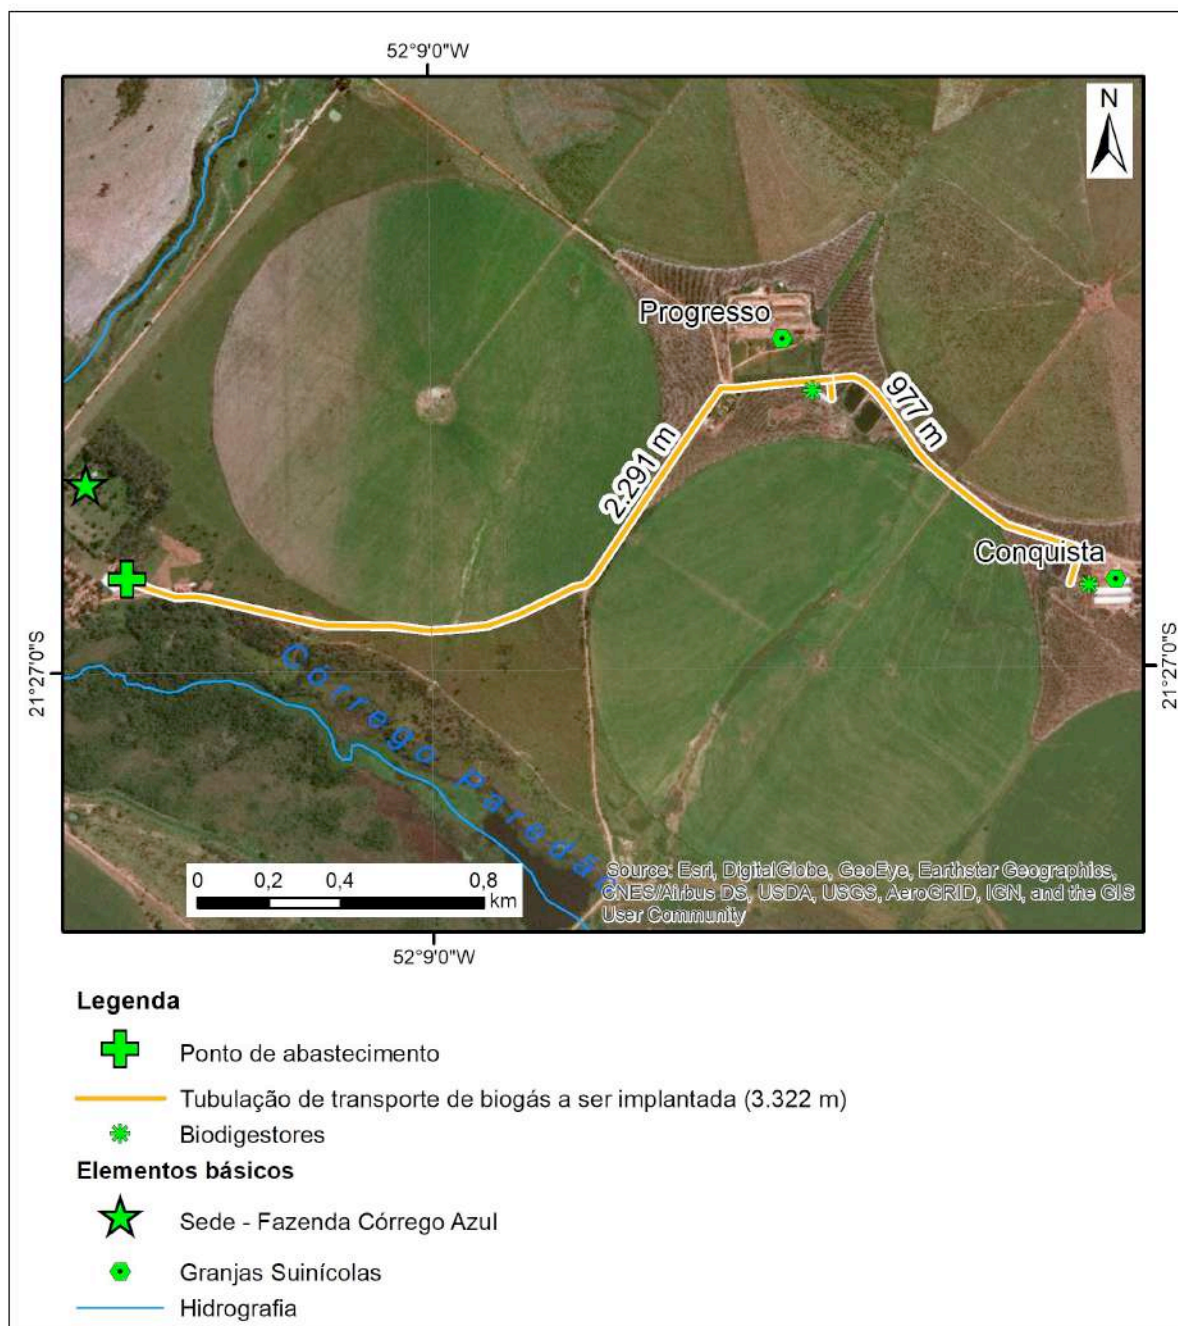 52°9'0"W
N
Progresso
977 m
2.291 m
Conquista
21°27'0"S
21°27'0"S
Córrego Paredão
0 0,2 0,4 0,8
km
Source: Esri, DigitalGlobe, GeoEye, Earthstar Geographics,
CNES/Airbus DS, USDA, USGS, AeroGRID, IGN, and the GIS
User Community
52°9'0"W
Legenda
Ponto de abastecimento
Tubulação de transporte de biogás a ser implantada (3.322 m)
Biodigestores
Elementos básicos
Sede - Fazenda Córrego Azul
Granjas Suinícolas
Hidrografia